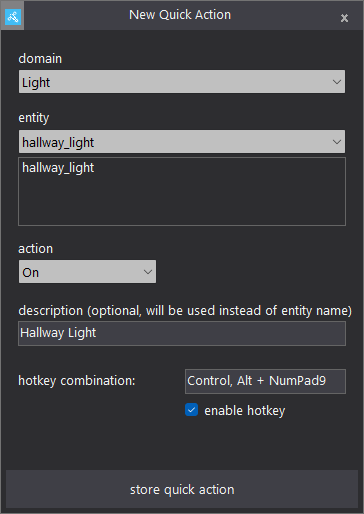 New Quick Action
x
domain
Light
entity
hallway_light
hallway_light
action
On
description (optional, will be used instead of entity name)
Hallway Light
hotkey combination: Control, Alt + NumPad9
enable hotkey
store quick action